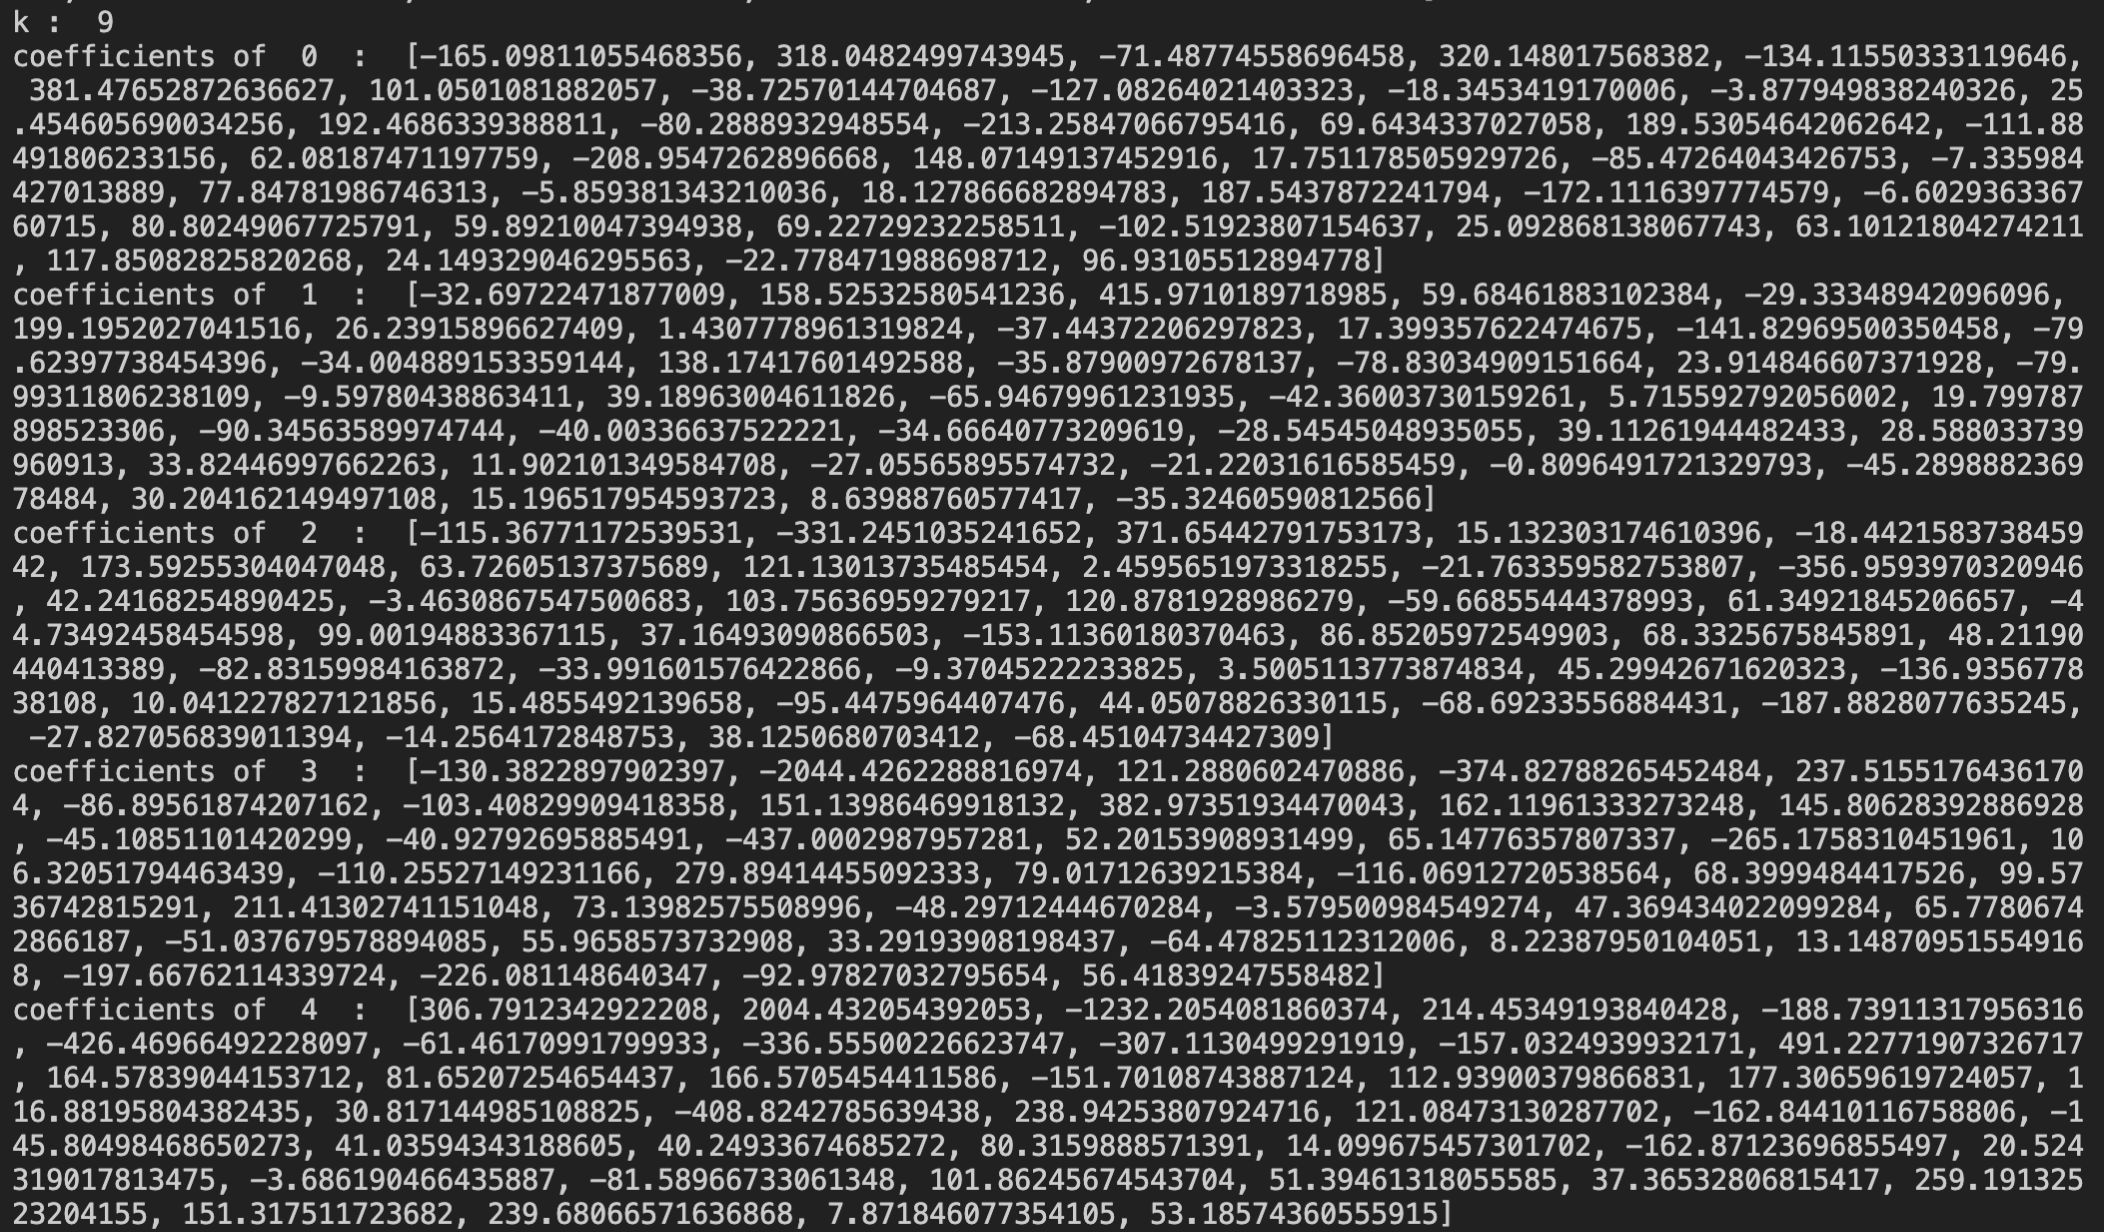 k :  9
coefficients of  0  :  [-165.09811055468356, 318.0482499743945, -71.48774558696458, 320.148017568382, -134.11550333119646,
 381.47652872636627, 101.0501081882057, -38.72570144704687, -127.08264021403323, -18.3453419170006, -3.877949838240326, 25
.454605690034256, 192.4686339388811, -80.2888932948554, -213.25847066795416, 69.6434337027058, 189.53054642062642, -111.88
491806233156, 62.08187471197759, -208.9547262896668, 148.07149137452916, 17.751178505929726, -85.47264043426753, -7.335984
427013889, 77.84781986746313, -5.859381343210036, 18.127866682894783, 187.5437872241794, -172.1116397774579, -6.6029363367
60715, 80.80249067725791, 59.89210047394938, 69.22729232258511, -102.51923807154637, 25.092868138067743, 63.10121804274211
, 117.85082825820268, 24.149329046295563, -22.778471988698712, 96.93105512894778]
coefficients of  1  :  [-32.69722471877009, 158.52532580541236, 415.9710189718985, 59.68461883102384, -29.33348942096096,
199.1952027041516, 26.23915896627409, 1.4307778961319824, -37.44372206297823, 17.399357622474675, -141.82969500350458, -79
.62397738454396, -34.004889153359144, 138.17417601492588, -35.87900972678137, -78.83034909151664, 23.914846607371928, -79.
99311806238109, -9.59780438863411, 39.18963004611826, -65.94679961231935, -42.36003730159261, 5.715592792056002, 19.799787
898523306, -90.34563589974744, -40.00336637522221, -34.66640773209619, -28.54545048935055, 39.11261944482433, 28.588033739
960913, 33.82446997662263, 11.902101349584708, -27.05565895574732, -21.22031616585459, -0.8096491721329793, -45.2898882369
78484, 30.204162149497108, 15.196517954593723, 8.63988760577417, -35.32460590812566]
coefficients of  2  :  [-115.36771172539531, -331.2451035241652, 371.65442791753173, 15.132303174610396, -18.4421583738459
42, 173.59255304047048, 63.72605137375689, 121.13013735485454, 2.4595651973318255, -21.763359582753807, -356.9593970320946
, 42.24168254890425, -3.4630867547500683, 103.75636959279217, 120.8781928986279, -59.66855444378993, 61.34921845206657, -4
4.73492458454598, 99.00194883367115, 37.16493090866503, -153.11360180370463, 86.85205972549903, 68.3325675845891, 48.21190
440413389, -82.83159984163872, -33.991601576422866, -9.37045222233825, 3.5005113773874834, 45.29942671620323, -136.9356778
38108, 10.041227827121856, 15.4855492139658, -95.4475964407476, 44.05078826330115, -68.69233556884431, -187.8828077635245,
 -27.827056839011394, -14.2564172848753, 38.1250680703412, -68.45104734427309]
coefficients of  3  :  [-130.3822897902397, -2044.4262288816974, 121.2880602470886, -374.82788265452484, 237.5155176436170
4, -86.89561874207162, -103.40829909418358, 151.13986469918132, 382.97351934470043, 162.11961333273248, 145.80628392886928
, -45.10851101420299, -40.92792695885491, -437.0002987957281, 52.20153908931499, 65.14776357807337, -265.1758310451961, 10
6.32051794463439, -110.25527149231166, 279.89414455092333, 79.01712639215384, -116.06912720538564, 68.3999484417526, 99.57
36742815291, 211.41302741151048, 73.13982575508996, -48.29712444670284, -3.579500984549274, 47.369434022099284, 65.7780674
2866187, -51.037679578894085, 55.9658573732908, 33.29193908198437, -64.47825112312006, 8.22387950104051, 13.14870951554916
8, -197.66762114339724, -226.081148640347, -92.97827032795654, 56.41839247558482]
coefficients of  4  :  [306.7912342922208, 2004.432054392053, -1232.2054081860374, 214.45349193840428, -188.73911317956316
, -426.46966492228097, -61.46170991799933, -336.55500226623747, -307.1130499291919, -157.0324939932171, 491.22771907326717
, 164.57839044153712, 81.65207254654437, 166.5705454411586, -151.70108743887124, 112.93900379866831, 177.30659619724057, 1
16.88195804382435, 30.817144985108825, -408.8242785639438, 238.94253807924716, 121.08473130287702, -162.84410116758806, -1
45.80498468650273, 41.03594343188605, 40.24933674685272, 80.3159888571391, 14.099675457301702, -162.87123696855497, 20.524
319017813475, -3.686190466435887, -81.58966733061348, 101.86245674543704, 51.39461318055585, 37.36532806815417, 259.191325
23204155, 151.317511723682, 239.68066571636868, 7.871846077354105, 53.18574360555915]